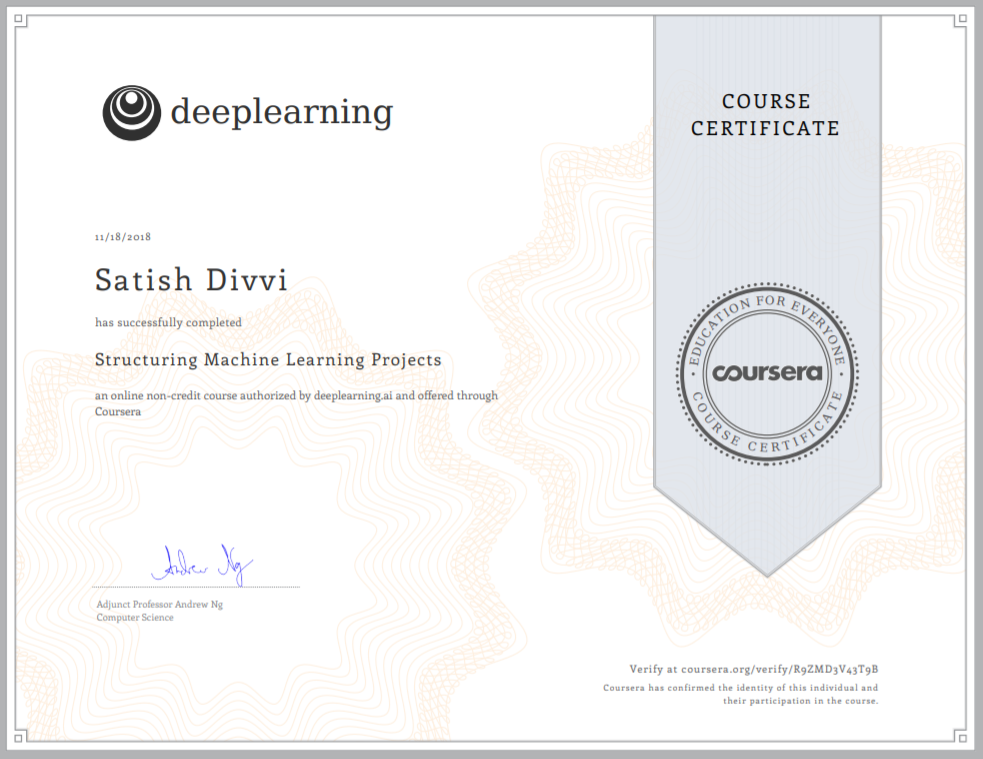 deeplearning
COURSE
CERTIFICATE
11/18/2018
Satish Divvi
has successfully completed
Structuring Machine Learning Projects
an online non-credit course authorized by deeplearning.ai and offered through
Coursera
EDUCATION FOR EVERYONE
coursera
COURSE CERTIFICATE
Andrew Ng
Adjunct Professor Andrew Ng
Computer Science
Verify at coursera.org/verify/R9ZMD3V43T9B
Coursera has confirmed the identity of this individual and
their participation in the course.